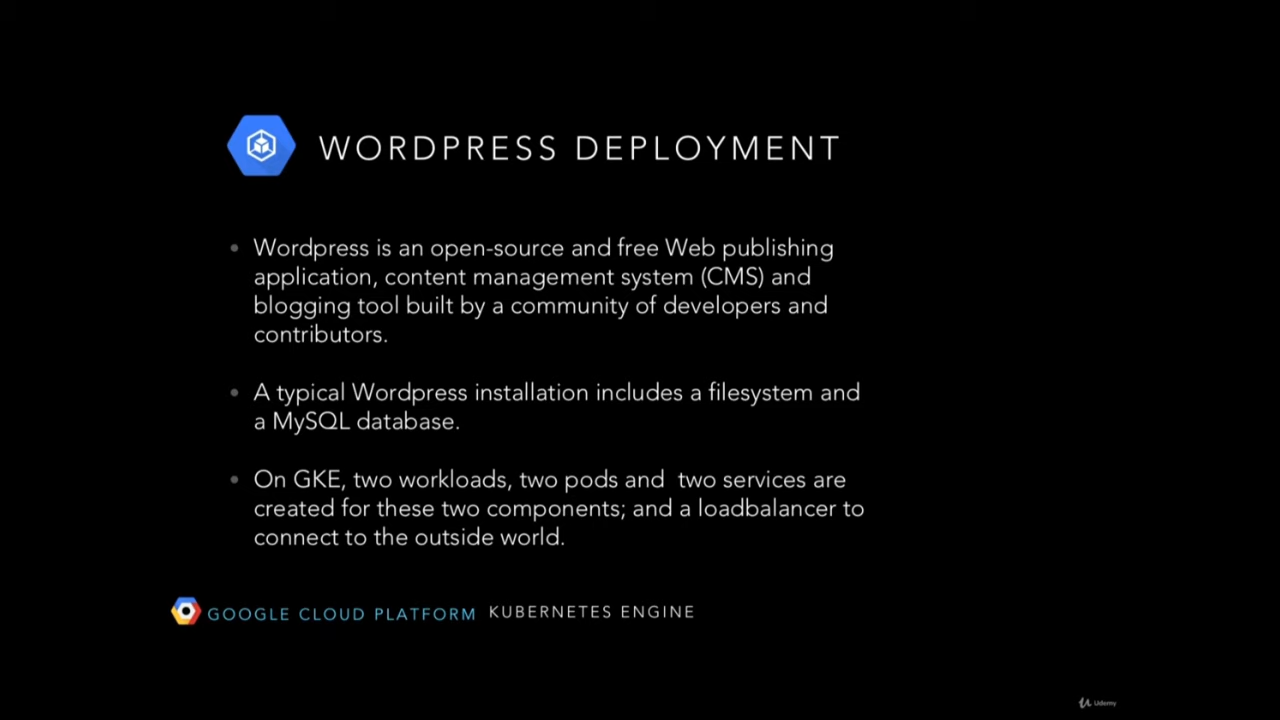 WORDPRESS DEPLOYMENT
• Wordpress is an open-source and free Web publishing
application, content management system (CMS) and
blogging tool built by a community of developers and
contributors.
• A typical Wordpress installation includes a filesystem and
a MySQL database.
• On GKE, two workloads, two pods and  two services are
created for these two components; and a loadbalancer to
connect to the outside world.
GOOGLE CLOUD PLATFORM KUBERNETES ENGINE
Udemy